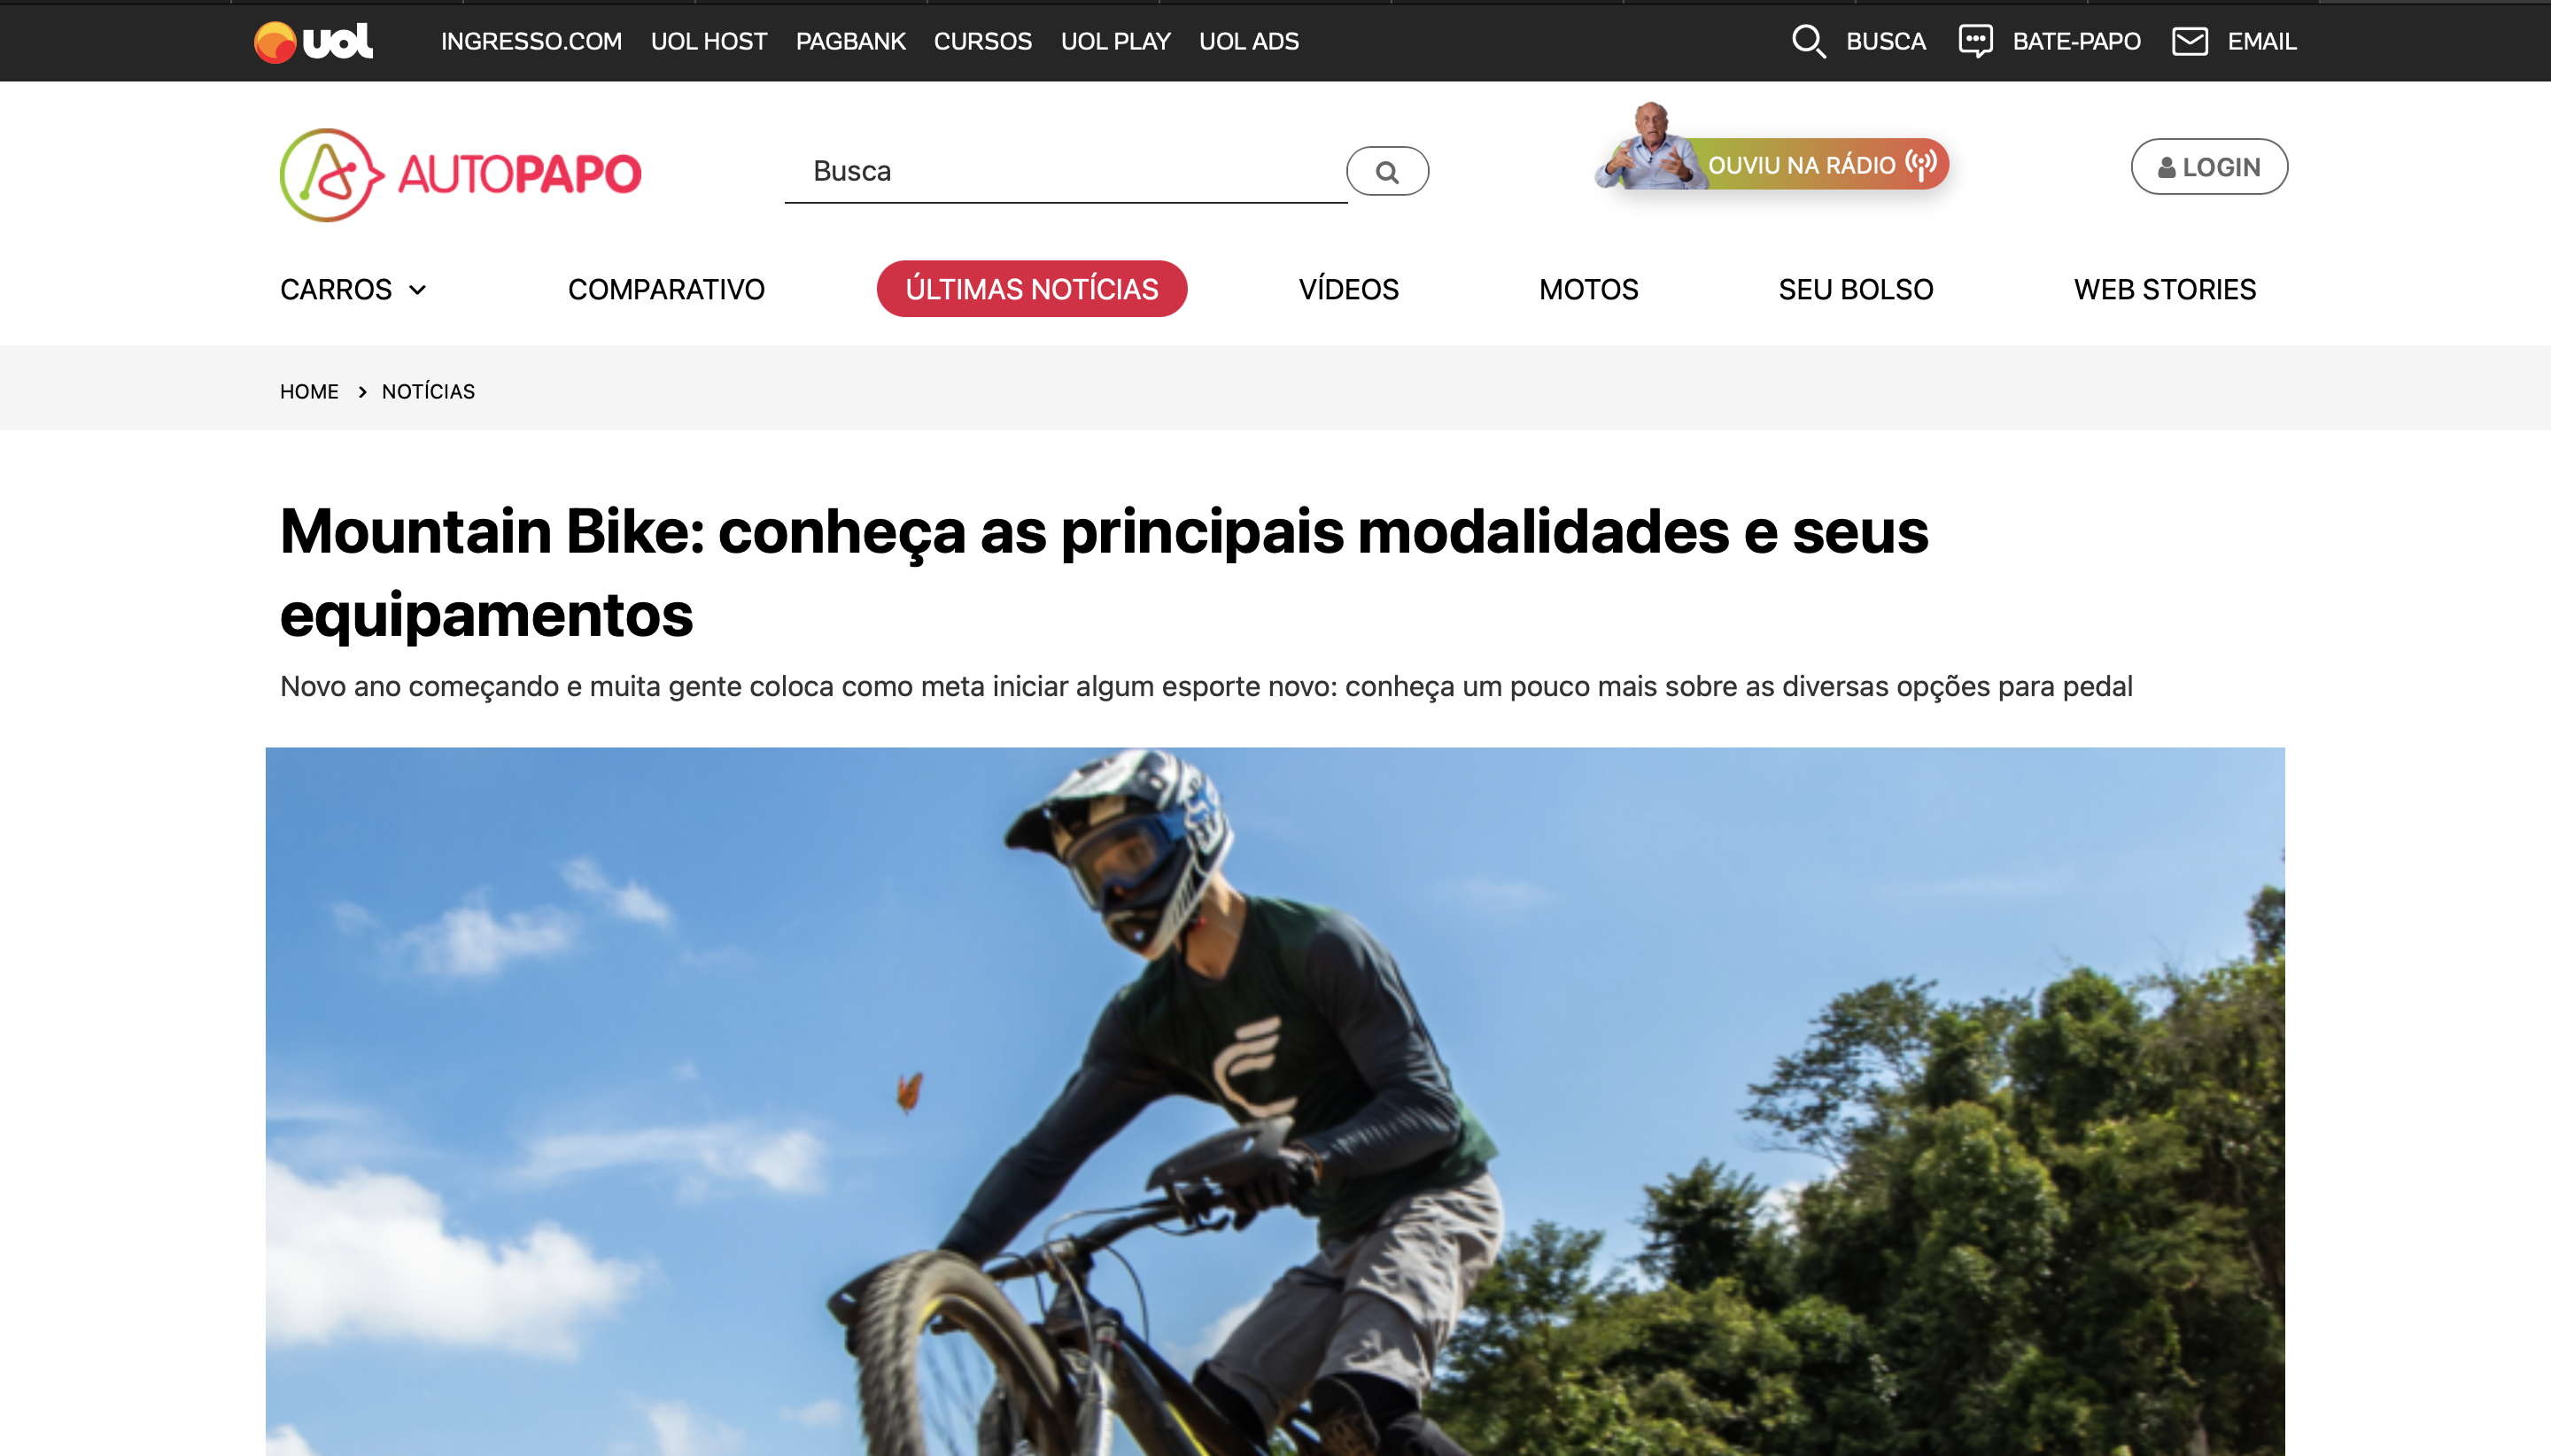 uol
INGRESSO.COM UOL HOST PAGBANK CURSOS UOL PLAY UOL ADS
BUSCA BATE-PAPO EMAIL
AUTOPAPO
Busca
OUVIU NA RÁDIO
LOGIN
CARROS COMPARATIVO ÚLTIMAS NOTÍCIAS VÍDEOS MOTOS SEU BOLSO WEB STORIES
HOME > NOTÍCIAS
Mountain Bike: conheça as principais modalidades e seus
equipamentos
Novo ano começando e muita gente coloca como meta iniciar algum esporte novo: conheça um pouco mais sobre as diversas opções para pedal